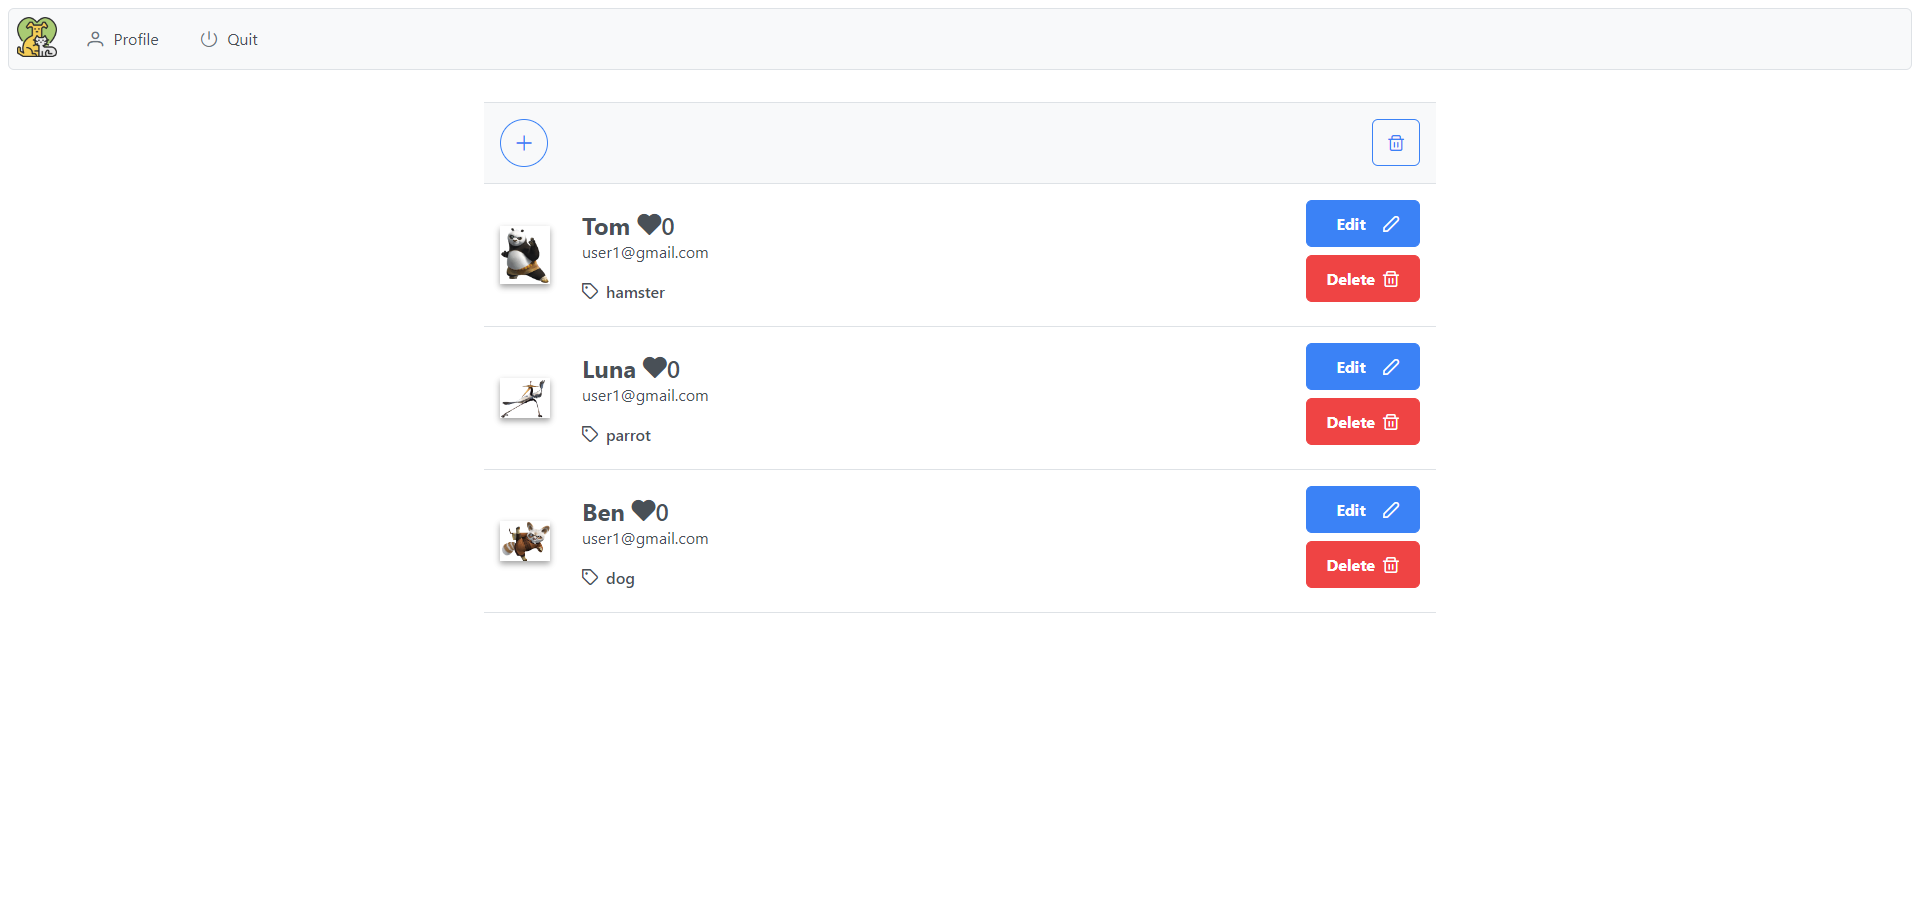 Profile
Quit
Tom 0
user1@gmail.com
hamster
Edit
Delete
Luna 0
user1@gmail.com
parrot
Edit
Delete
Ben 0
user1@gmail.com
dog
Edit
Delete